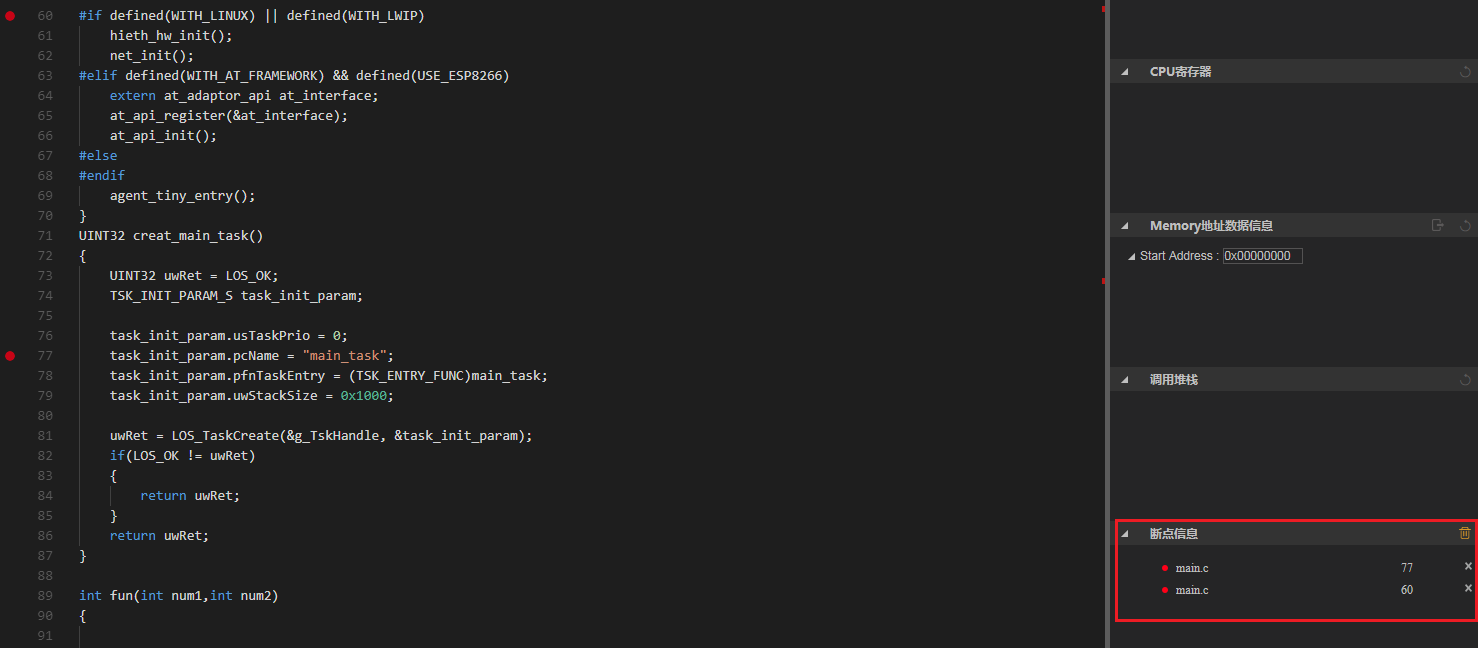 60 #if defined(WITH_LINUX) || defined(WITH_LWIP)
61     hieth_hw_init();
62     net_init();
63 #elif defined(WITH_AT_FRAMEWORK) && defined(USE_ESP8266)
64     extern at_adaptor_api at_interface;
65     at_api_register(&at_interface);
66     at_api_init();
67 #else
68 #endif
69     agent_tiny_entry();
70 }
71 UINT32 creat_main_task()
72 {
73     UINT32 uwRet = LOS_OK;
74     TSK_INIT_PARAM_S task_init_param;
75
76     task_init_param.usTaskPrio = 0;
77     task_init_param.pcName = "main_task";
78     task_init_param.pfnTaskEntry = (TSK_ENTRY_FUNC)main_task;
79     task_init_param.uwStackSize = 0x1000;
80
81     uwRet = LOS_TaskCreate(&g_TskHandle, &task_init_param);
82     if(LOS_OK != uwRet)
83     {
84         return uwRet;
85     }
86     return uwRet;
87 }
88
89 int fun(int num1,int num2)
90 {
91
CPU寄存器
Memory地址数据信息
Start Address : 0x00000000
调用堆栈
断点信息
main.c 77 ×
main.c 60 ×